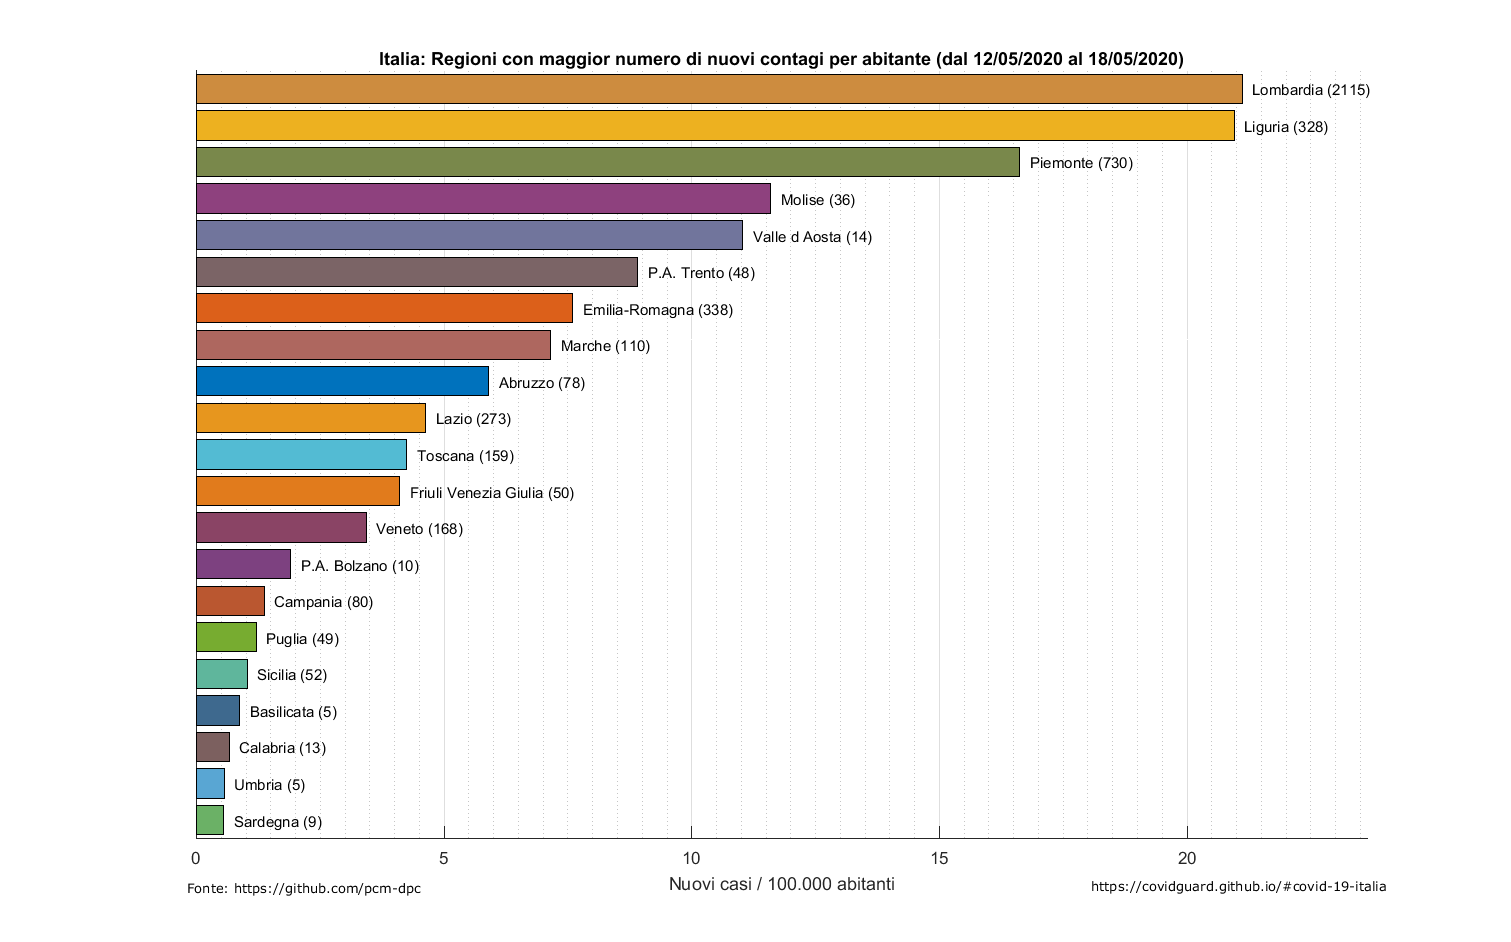 Italia: Regioni con maggior numero di nuovi contagi per abitante (dal 12/05/2020 al 18/05/2020)
Lombardia (2115)
Liguria (328)
Piemonte (730)
Molise (36)
Valle d Aosta (14)
P.A. Trento (48)
Emilia-Romagna (338)
Marche (110)
Abruzzo (78)
Lazio (273)
Toscana (159)
Friuli Venezia Giulia (50)
Veneto (168)
P.A. Bolzano (10)
Campania (80)
Puglia (49)
Sicilia (52)
Basilicata (5)
Calabria (13)
Umbria (5)
Sardegna (9)
0 5 10 15 20
Nuovi casi / 100.000 abitanti
Fonte: https://github.com/pcm-dpc
https://covidguard.github.io/#covid-19-italia